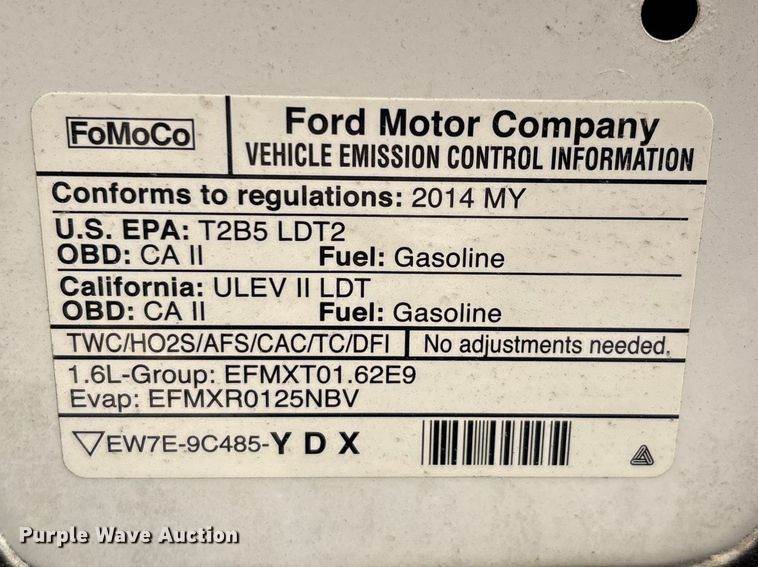 FoMoCo
Ford Motor Company
VEHICLE EMISSION CONTROL INFORMATION
Conforms to regulations: 2014 MY
U.S. EPA: T2B5 LDT2
OBD: CA II Fuel: Gasoline
California: ULEV II LDT
OBD: CA II Fuel: Gasoline
TWC/HO2S/AFS/CAC/TC/DFI No adjustments needed.
1.6L-Group: EFMXT01.62E9
Evap: EFMXR0125NBV
EW7E-9C485-Y D X
Purple Wave Auction